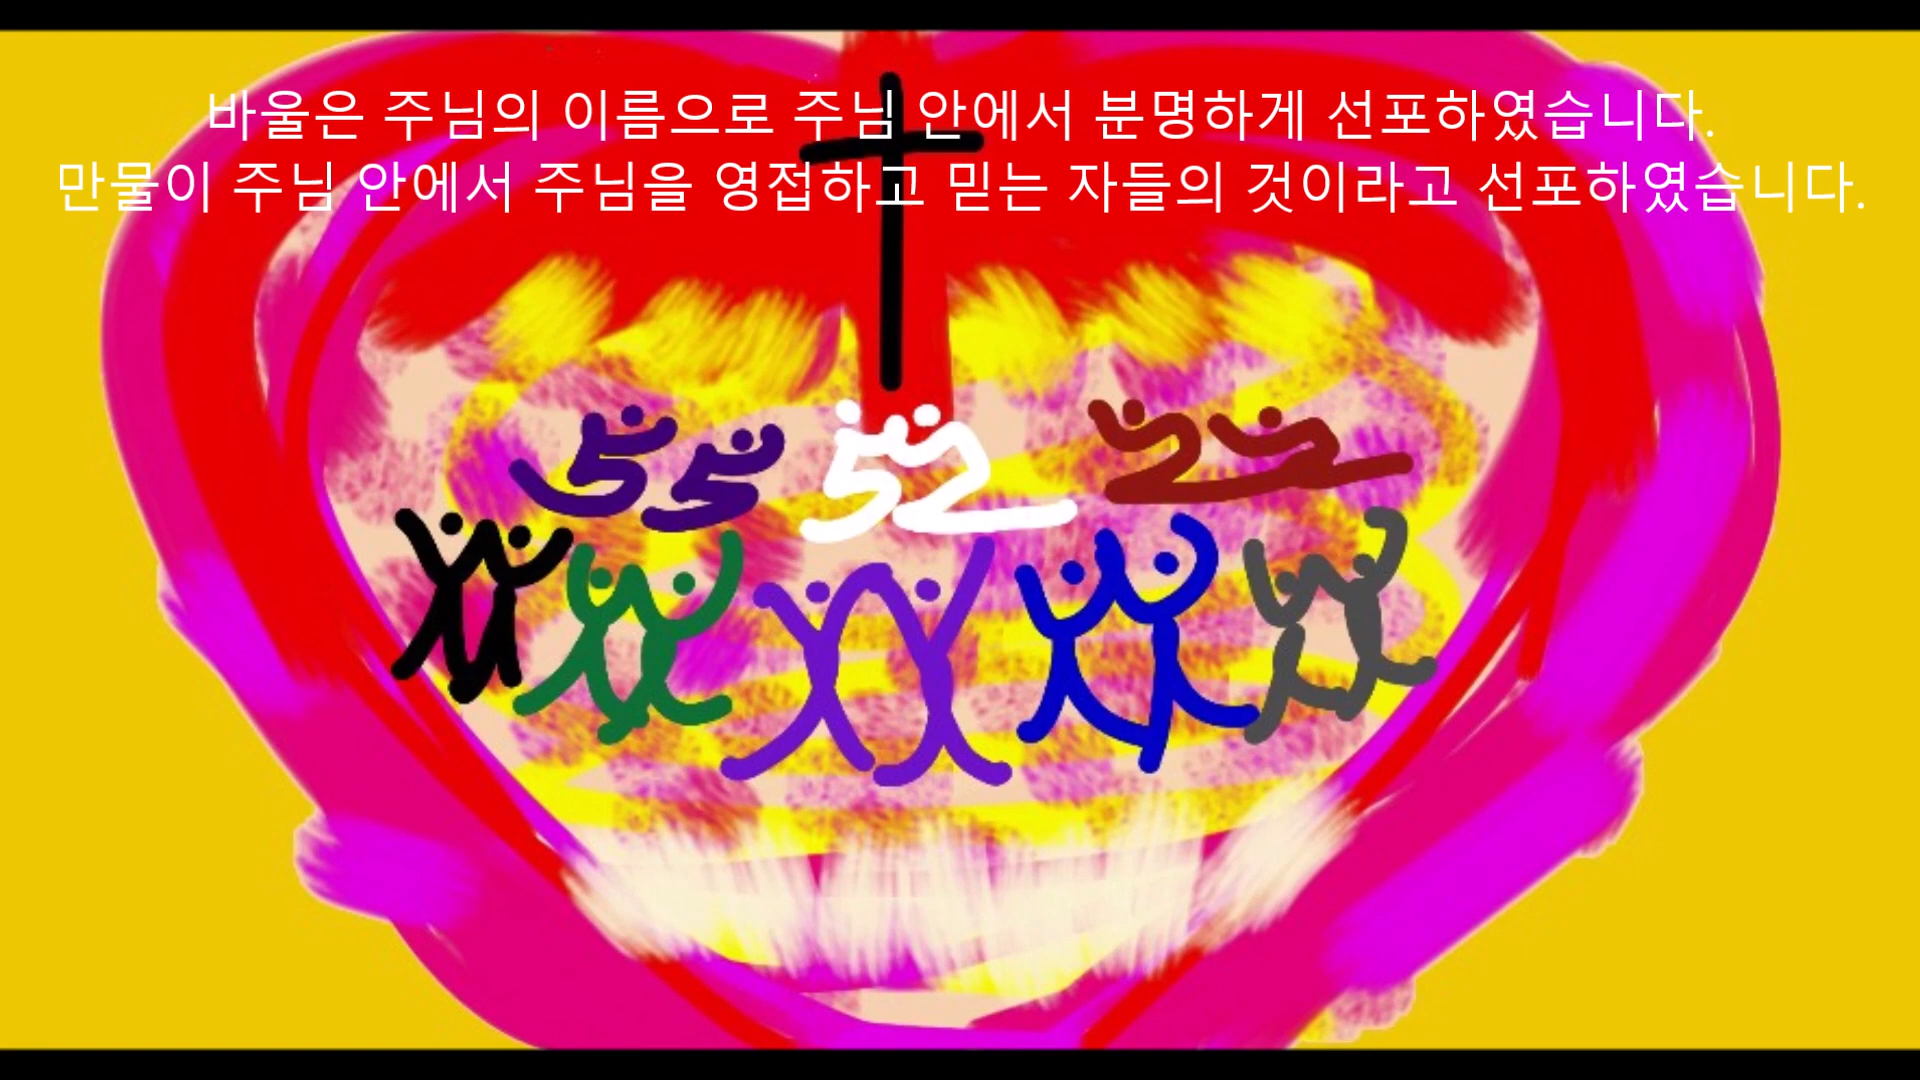 바울은 주님의 이름으로 주님 안에서 분명하게 선포하였습니다.
만물이 주님 안에서 주님을 영접하고 믿는 자들의 것이라고 선포하였습니다.
55 52 22